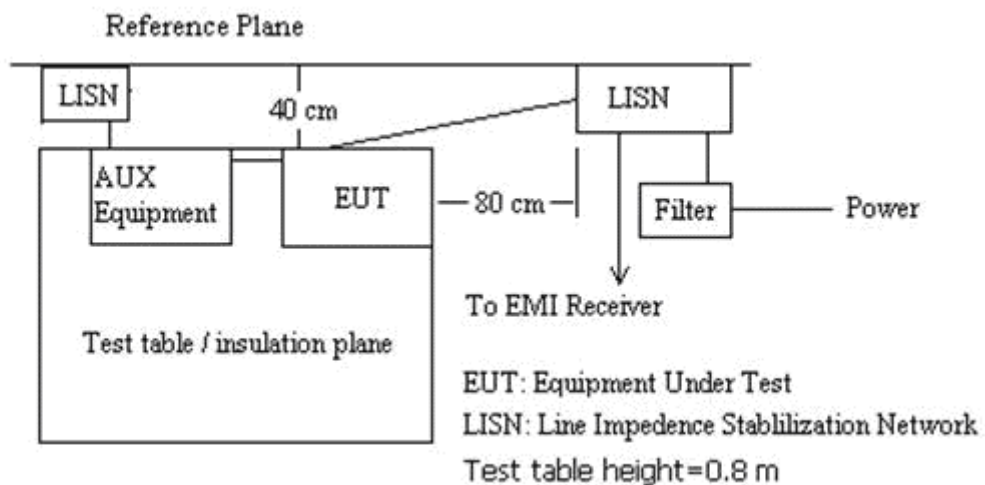 Reference Plane
LISN
40 cm
LISN
AUX
Equipment
EUT
80 cm
Filter
Power
To EMI Receiver
Test table / insulation plane
EUT: Equipment Under Test
LISN: Line Impedence Stablilization Network
Test table height=0.8 m